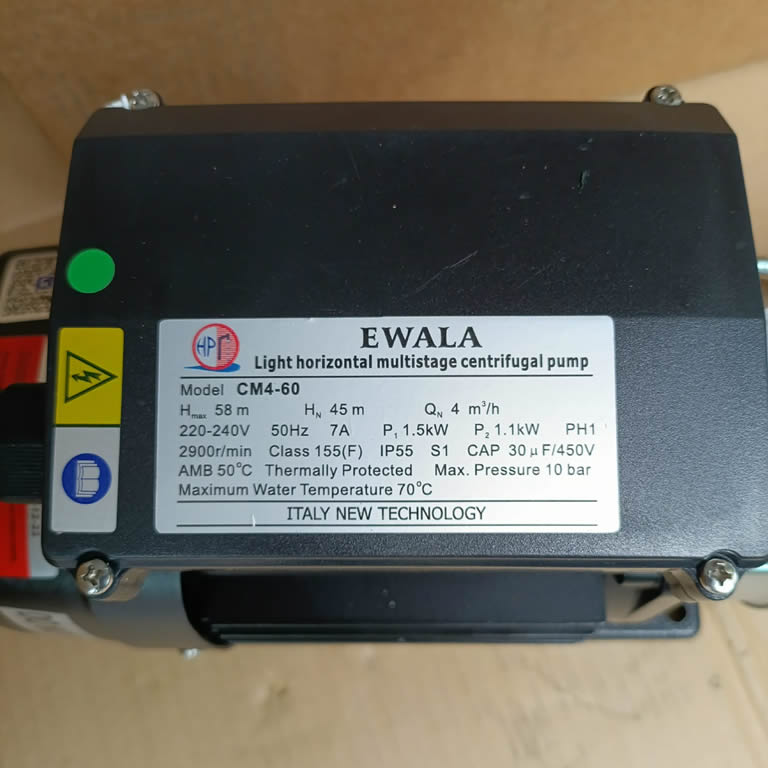 HPT
EWALA
Light horizontal multistage centrifugal pump
Model CM4-60
Hmax 58 m HN 45 m QN 4 m³/h
220-240V 50Hz 7A P1 1.5kW P2 1.1kW PH1
2900r/min Class 155(F) IP55 S1 CAP 30 μF/450V
AMB 50°C Thermally Protected Max. Pressure 10 bar
Maximum Water Temperature 70°C
ITALY NEW TECHNOLOGY